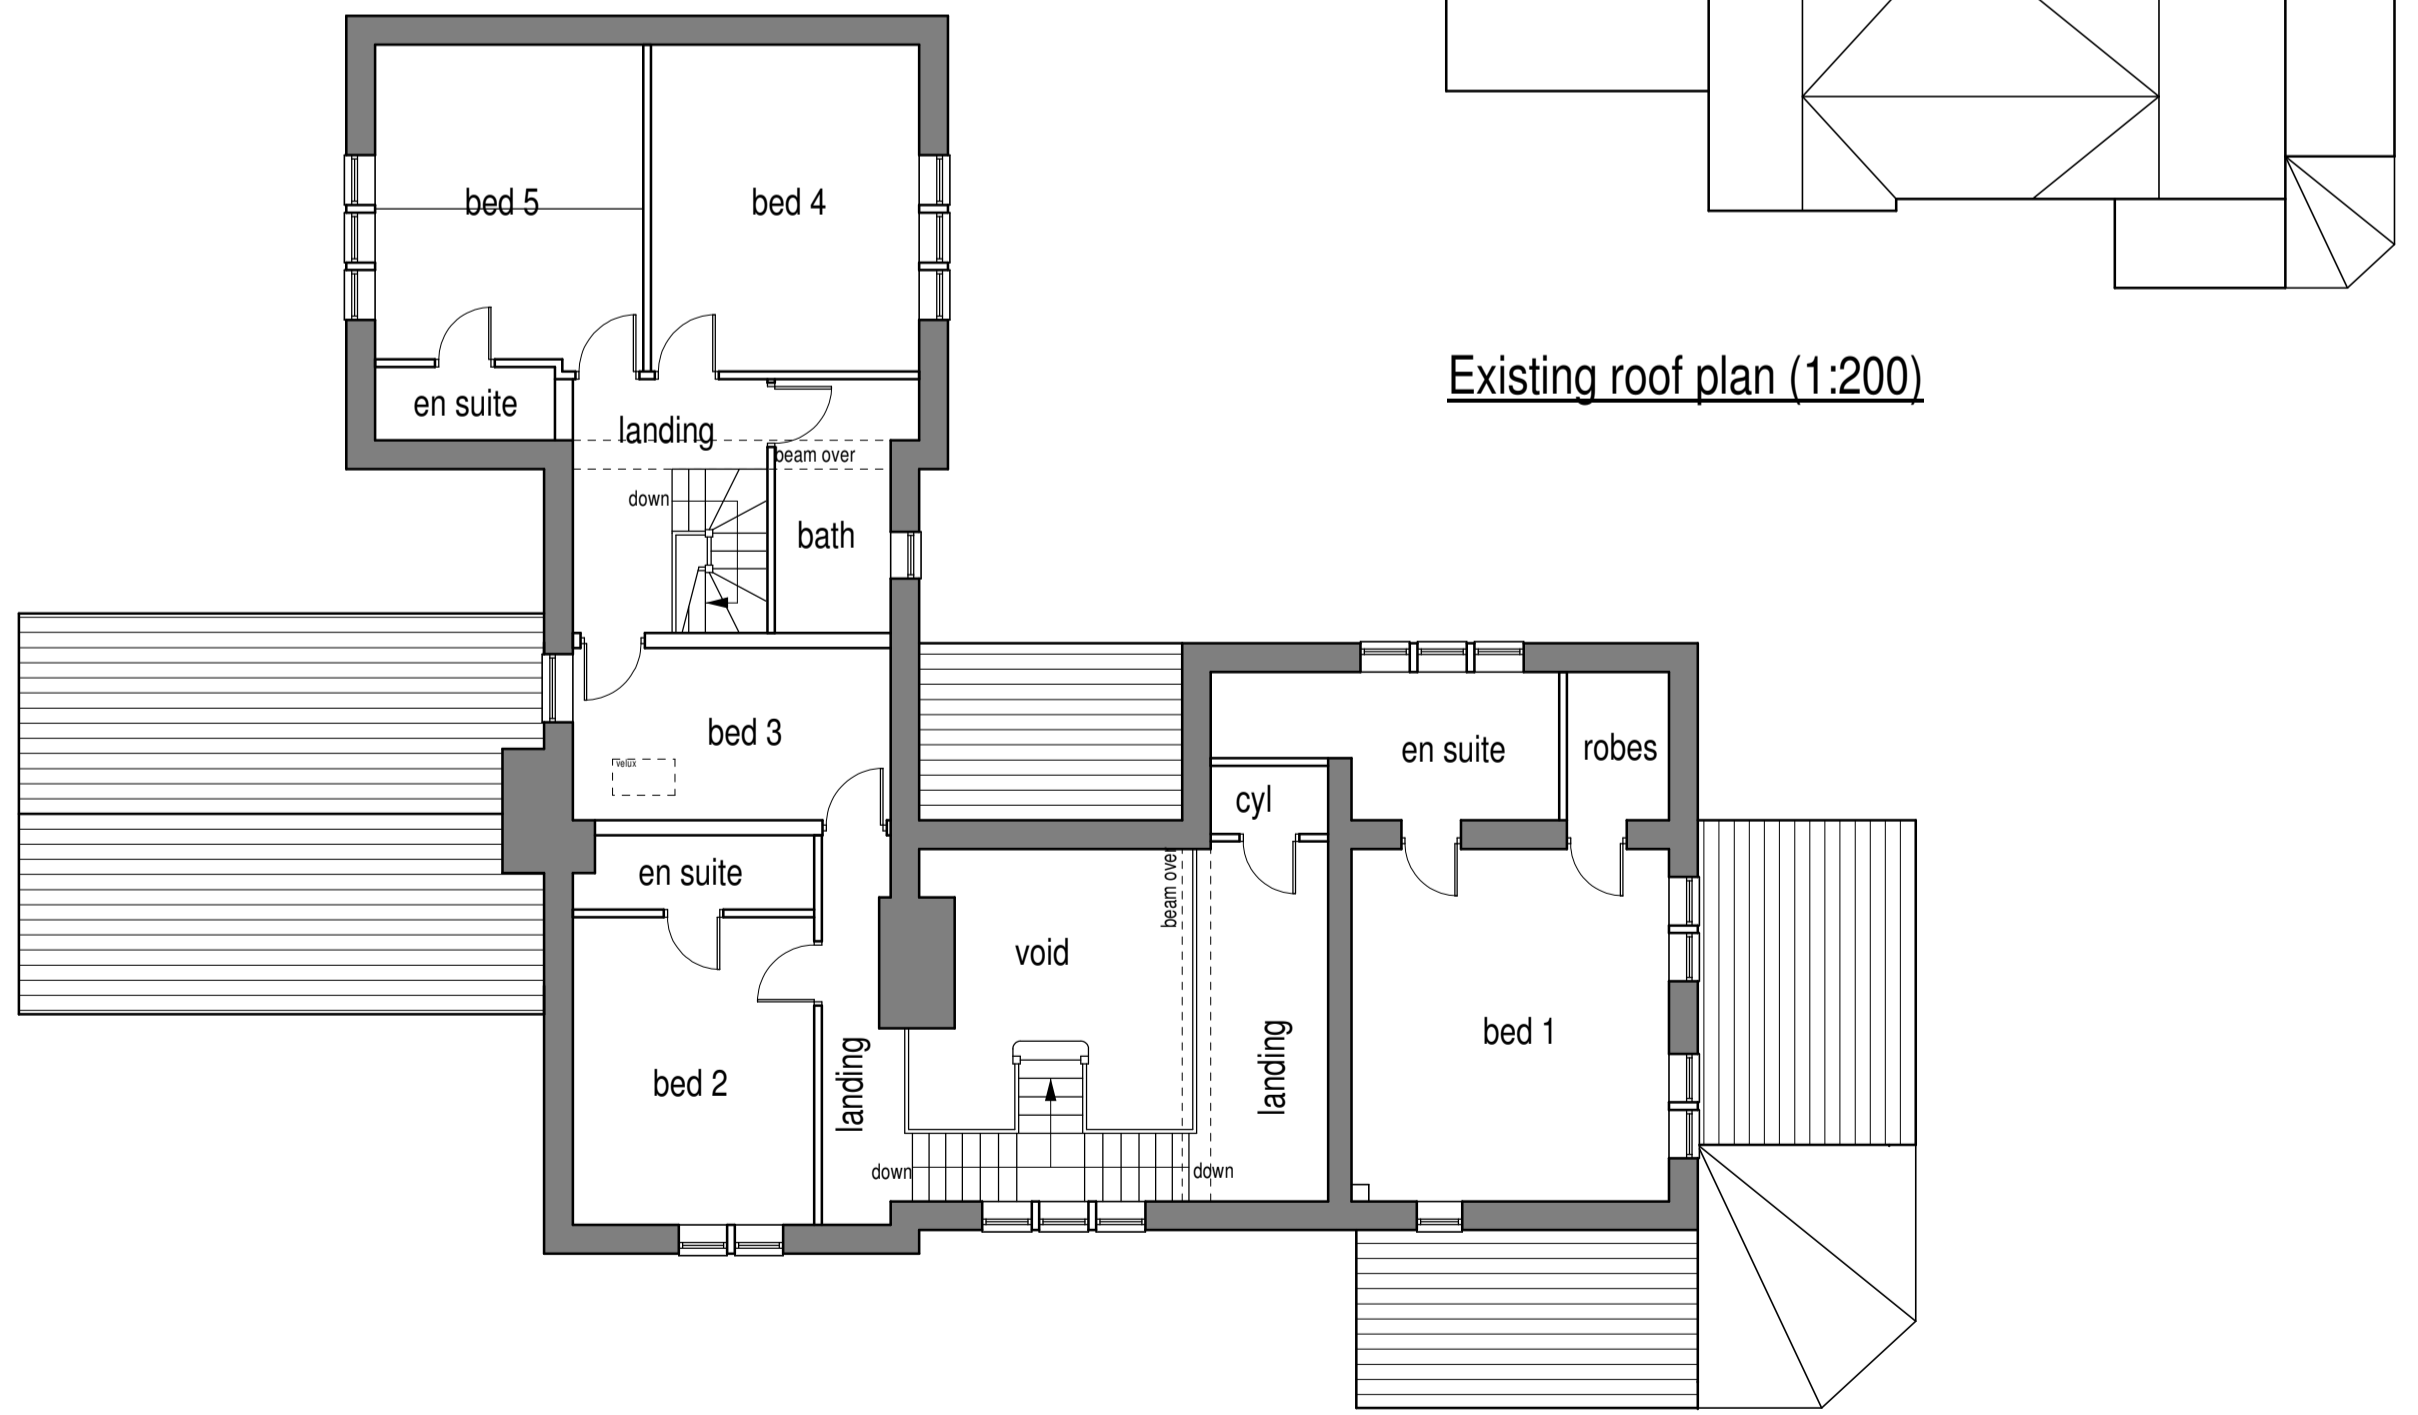 bed 5
bed 4
Existing roof plan (1:200)
en suite
landing
beam over
down
bath
bed 3
velux
en suite
robes
cyl
en suite
beam over
void
bed 1
landing
landing
bed 2
down
down